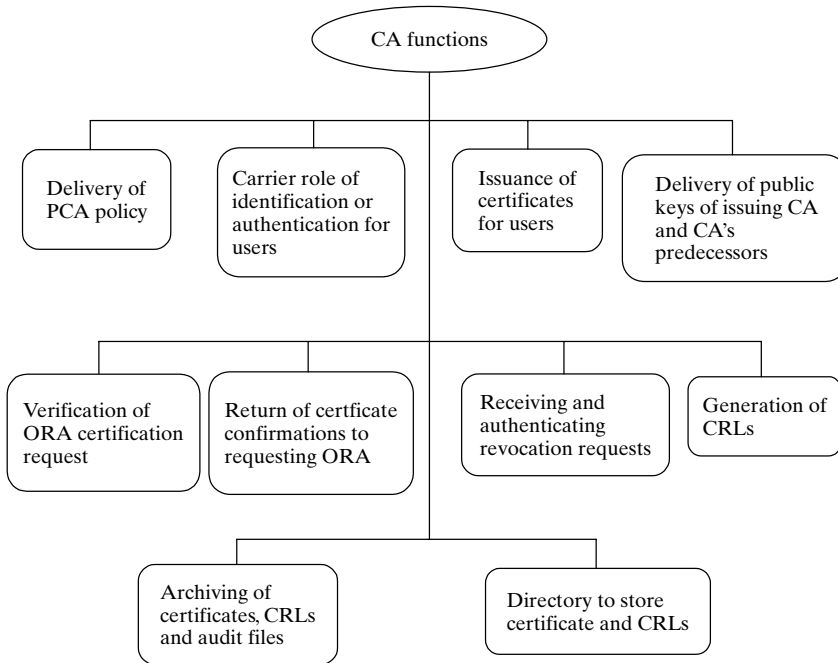 CA functions
Delivery of
PCA policy
Carrier role of
identification or
authentication for
users
Issuance of
certificates
for users
Delivery of public
keys of issuing CA
and CA's
predecessors
Verification of
ORA certification
request
Return of certficate
confirmations to
requesting ORA
Receiving and
authenticating
revocation requests
Generation of
CRLs
Archiving of
certificates, CRLs
and audit files
Directory to store
certificate and CRLs